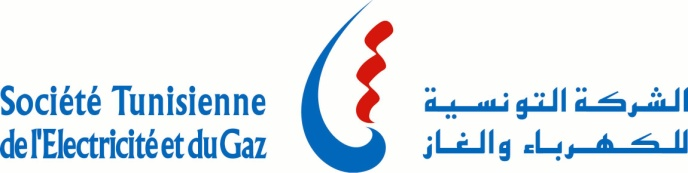 Société Tunisienne
de l'Electricité et du Gaz
الشركة التونسية
للكهرباء والغاز